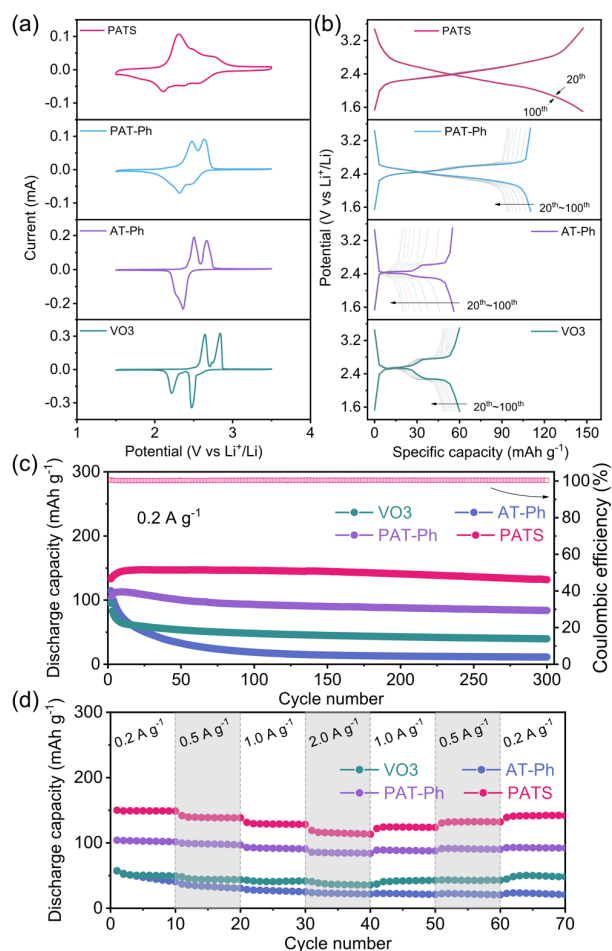 (a)
PATS
0.1
0.0
-0.1
PAT-Ph
0.1
0.0
-0.1
AT-Ph
0.2
0.0
-0.2
VO3
0.3
0.0
-0.3
1
2
3
4
Current (mA)
Potential (V vs Li⁺/Li)
(b)
PATS
3.2
2.4
1.6
20th
100th
PAT-Ph
3.2
2.4
1.6
20th~100th
AT-Ph
3.2
2.4
1.6
20th~100th
VO3
3.2
2.4
1.6
20th~100th
0
30
60
90
120
150
Potential (V vs Li⁺/Li)
Specific capacity (mAh g⁻¹)
(c)
300
250
200
150
100
50
0
0.2 A g⁻¹
VO3
AT-Ph
PAT-Ph
PATS
100
80
60
40
20
0
0
50
100
150
200
250
300
Discharge capacity (mAh g⁻¹)
Coulombic efficiency (%)
Cycle number
(d)
300
200
100
0
0.2 A g⁻¹
0.5 A g⁻¹
1.0 A g⁻¹
2.0 A g⁻¹
1.0 A g⁻¹
0.5 A g⁻¹
0.2 A g⁻¹
VO3
AT-Ph
PAT-Ph
PATS
0
10
20
30
40
50
60
70
Discharge capacity (mAh g⁻¹)
Cycle number